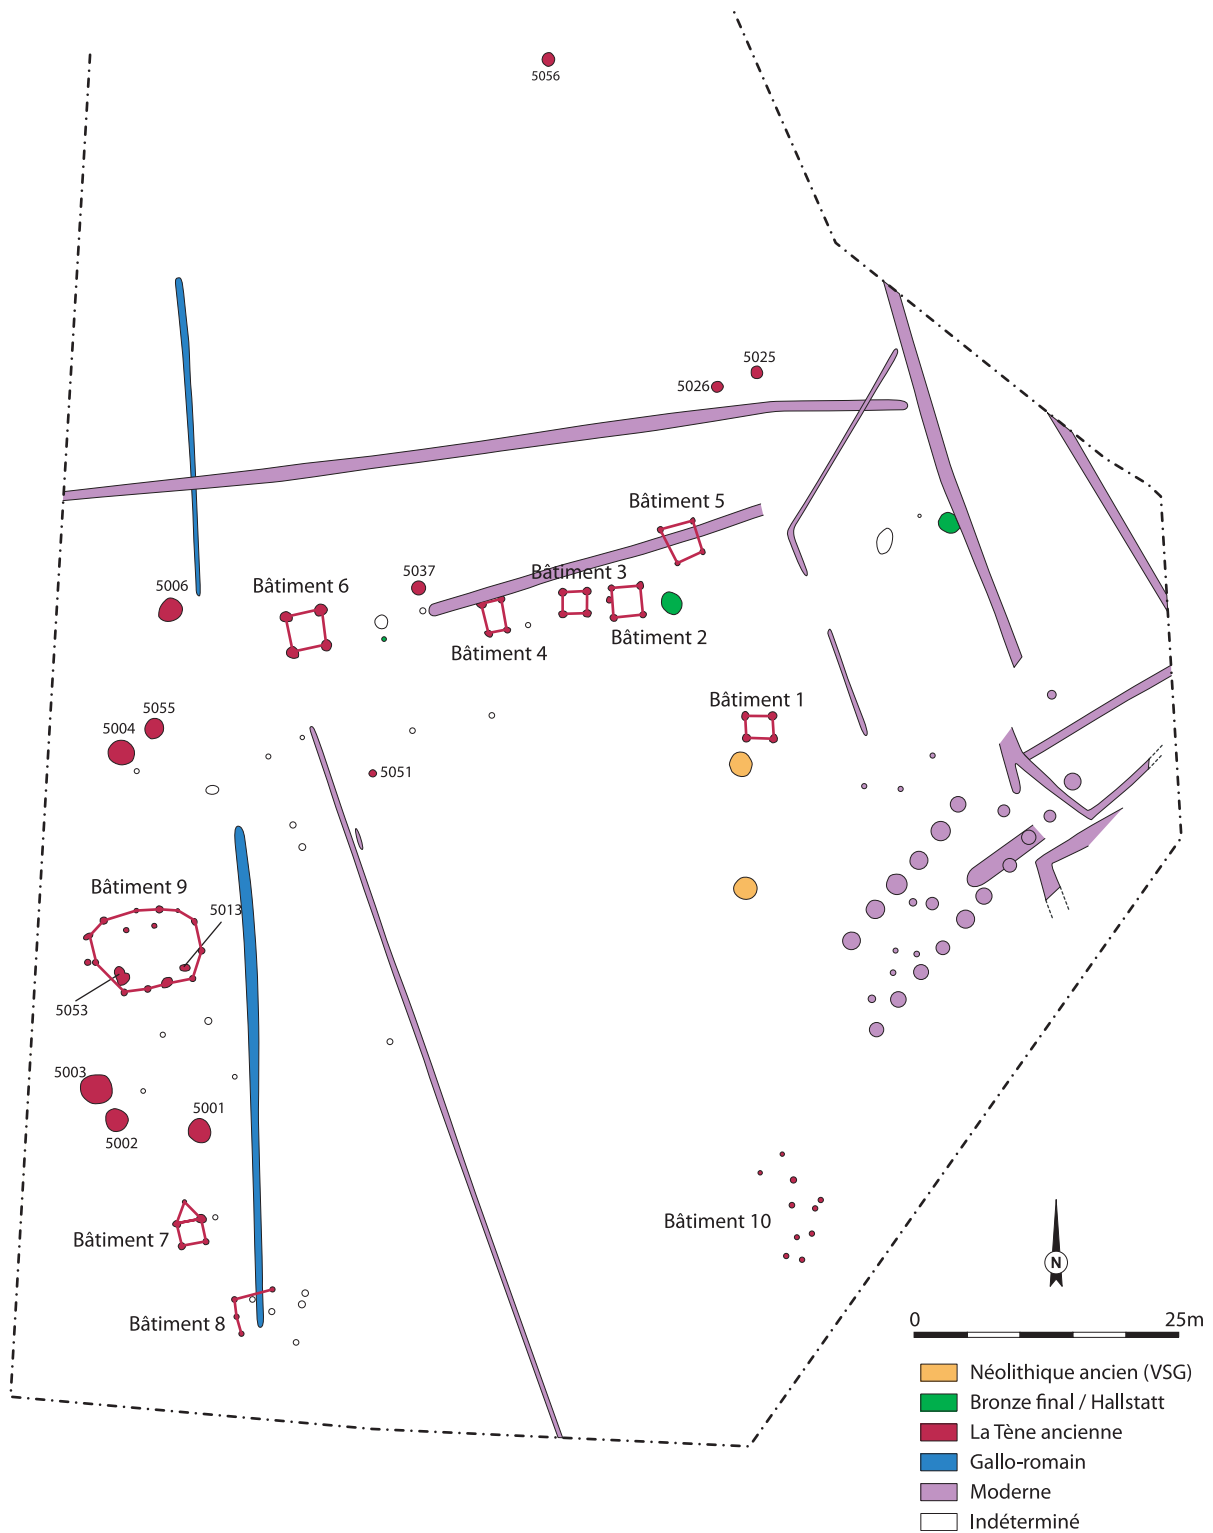 5056
5025
5026
Bâtiment 5
5037
Bâtiment 3
5006
Bâtiment 6
Bâtiment 2
Bâtiment 4
Bâtiment 1
5055
5004
5051
Bâtiment 9
5013
5053
5003
5001
5002
Bâtiment 10
Bâtiment 7
N
Bâtiment 8
0 25m
Néolithique ancien (VSG)
Bronze final / Hallstatt
La Tène ancienne
Gallo-romain
Moderne
Indéterminé